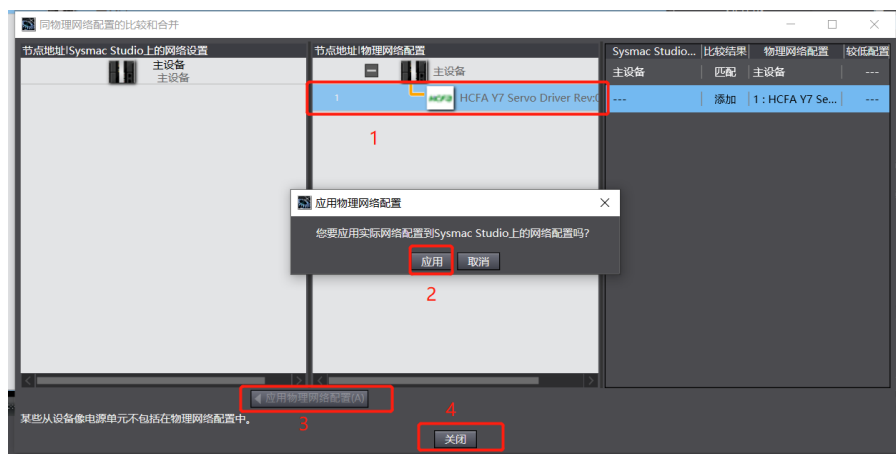 同物理网络配置的比较和合并
节点地址|Sysmac Studio上的网络设置
主设备
主设备
节点地址|物理网络配置
主设备
1
HCFA
HCFA Y7 Servo Driver Rev:0
1
Sysmac Studio... 比较结果 物理网络配置 较低配置
主设备 匹配 主设备 ---
--- 添加 1 : HCFA Y7 Se... ---
应用物理网络配置
您要应用实际网络配置到Sysmac Studio上的网络配置吗?
应用 取消
2
应用物理网络配置(A)
3
某些从设备像电源单元不包括在物理网络配置中。
4
关闭